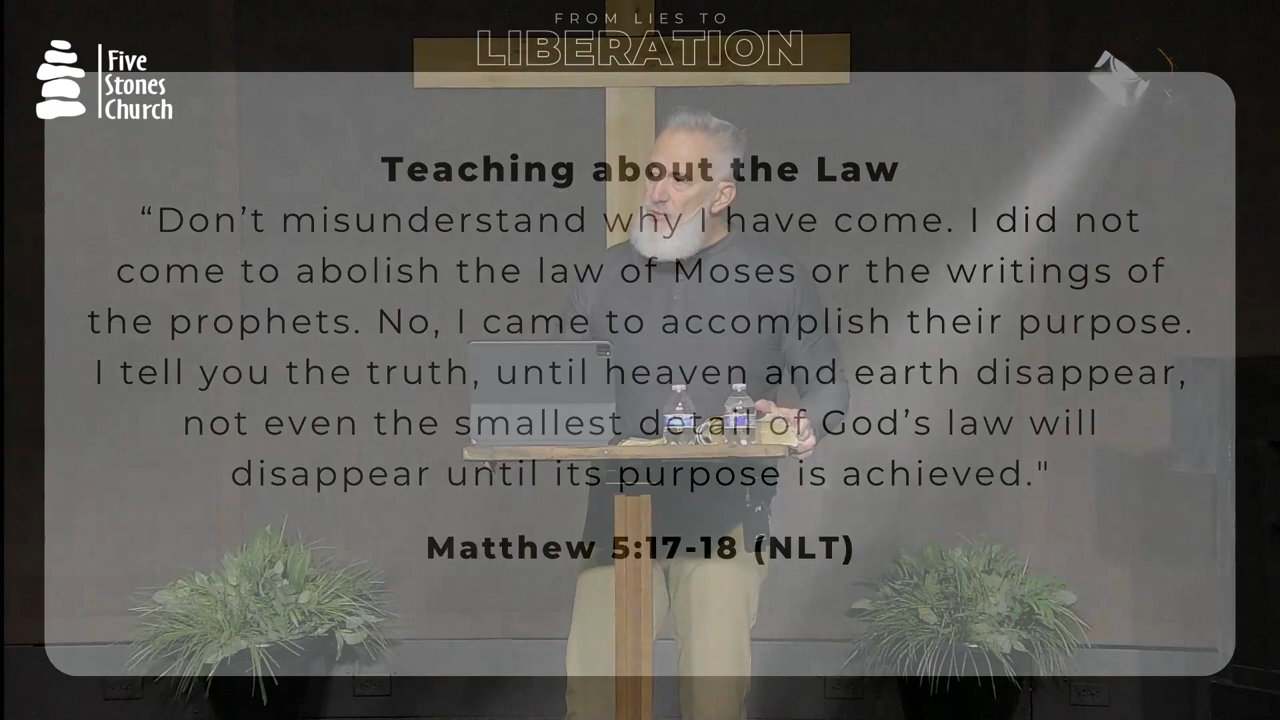 FROM LIES TO
LIBERATION
Five
Stones
Church
Teaching about the Law
“Don’t misunderstand why I have come. I did not
come to abolish the law of Moses or the writings of
the prophets. No, I came to accomplish their purpose.
I tell you the truth, until heaven and earth disappear,
not even the smallest detail of God’s law will
disappear until its purpose is achieved."
Matthew 5:17-18 (NLT)